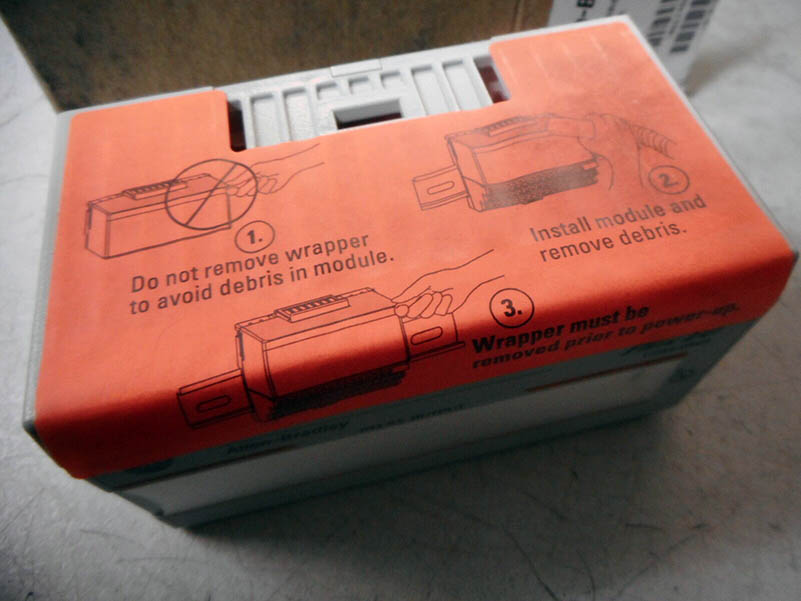 1.
Do not remove wrapper
to avoid debris in module.
2.
Install module and
remove debris.
3.
Wrapper must be
removed prior to power-up.
Allen-Bradley